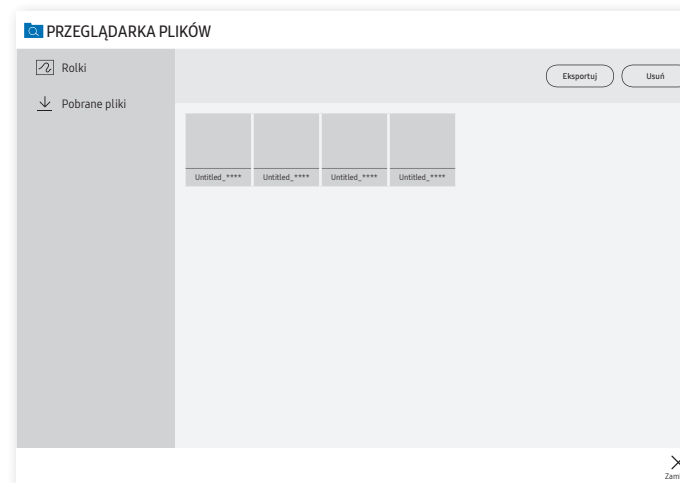 PRZEGLĄDARKA PLIKÓW
Rolki
Eksportuj
Usuń
Pobrane pliki
Untitled_****
Untitled_****
Untitled_****
Untitled_****